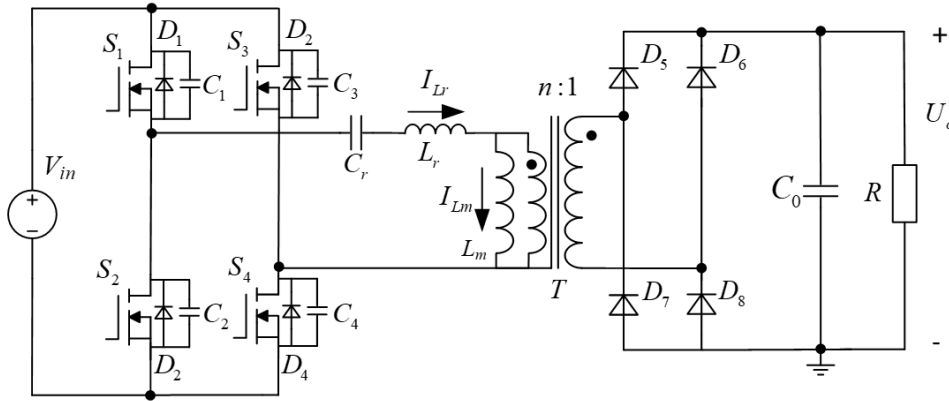 D1
D2
S1
S3
C1
C3
Vin
+
−
Cr
ILr
Lr
ILm
Lm
n:1
T
S2
S4
C2
C4
D2
D4
D5
D6
D7
D8
C0
R
+
-